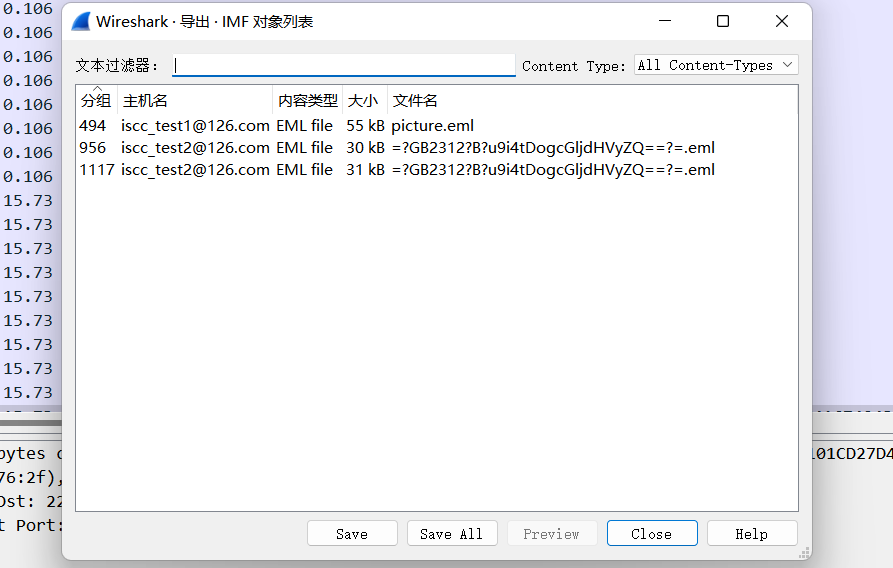 0.106
Wireshark · 导出 · IMF 对象列表
0.106
0.106
文本过滤器：
Content Type: All Content-Types
0.106
分组 主机名 内容类型 大小 文件名
0.106
494 iscc_test1@126.com EML file 55 kB picture.eml
0.106
956 iscc_test2@126.com EML file 30 kB =?GB2312?B?u9i4tDogcGljdHVyZQ==?=.eml
0.106
1117 iscc_test2@126.com EML file 31 kB =?GB2312?B?u9i4tDogcGljdHVyZQ==?=.eml
0.106
15.73
15.73
15.73
15.73
15.73
15.73
15.73
15.73
15.73
bytes
01CD27D4
76:2f),
Dst: 22
t Port:
Save Save All Preview Close Help